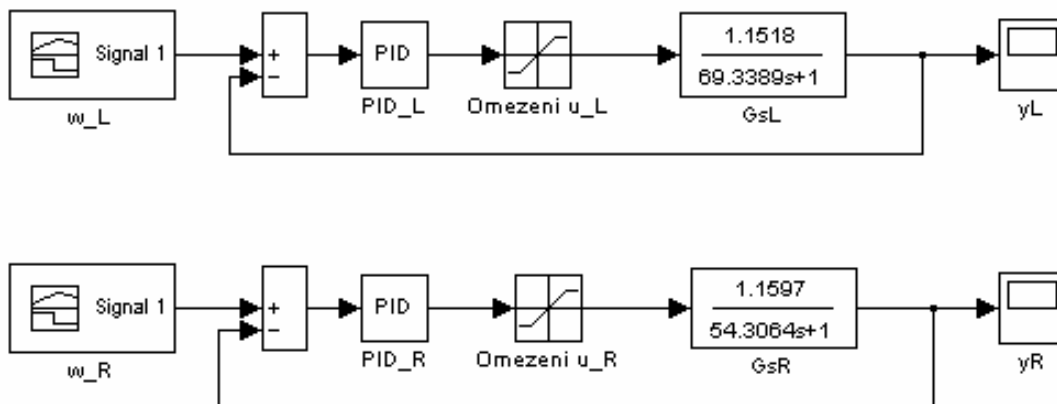 Signal 1
w_L
+
−
PID
PID_L
Omezeni u_L
1.1518
69.3389s+1
GsL
yL
Signal 1
w_R
+
−
PID
PID_R
Omezeni u_R
1.1597
54.3064s+1
GsR
yR